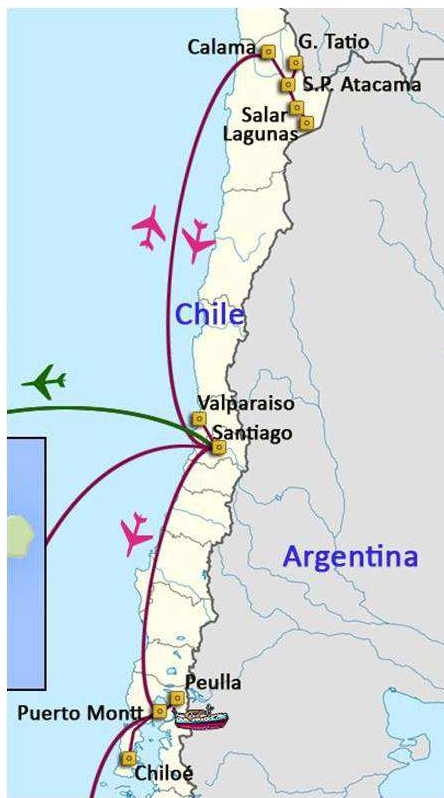 G. Tatio
Calama
S.P. Atacama
Salar
Lagunas
Chile
Valparaiso
Santiago
Argentina
Peulla
Puerto Montt
Chiloé